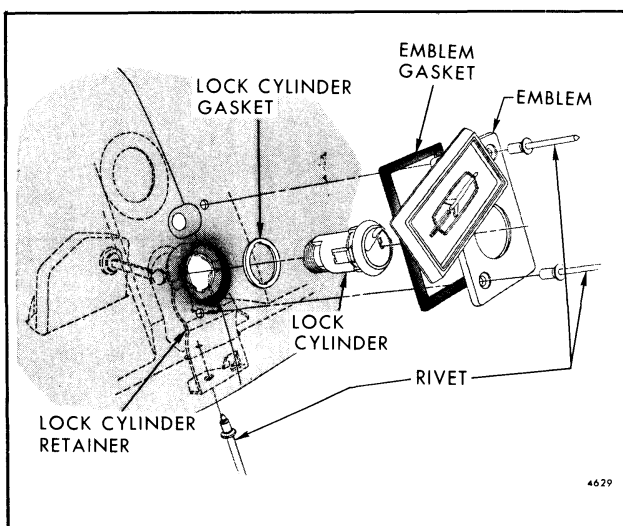 EMBLEM
GASKET
EMBLEM
LOCK CYLINDER
GASKET
LOCK
CYLINDER
RIVET
LOCK CYLINDER
RETAINER
4629